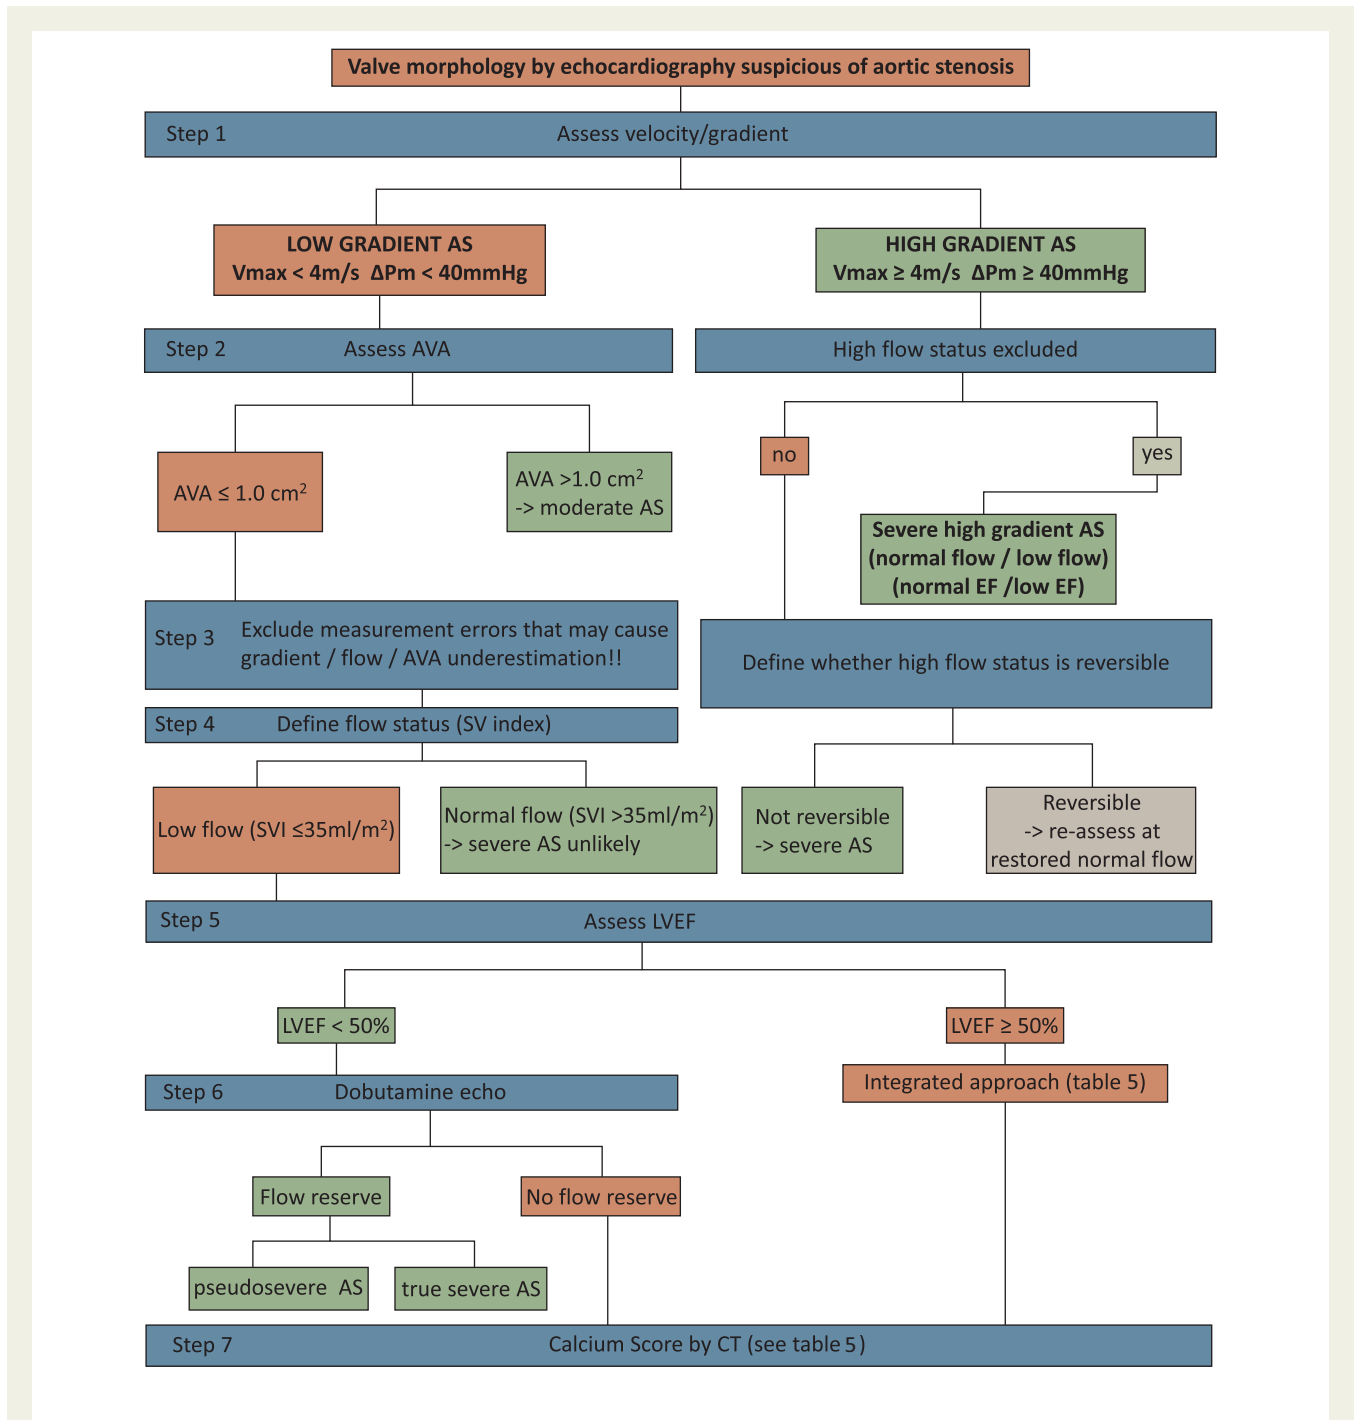 Valve morphology by echocardiography suspicious of aortic stenosis
Step 1 Assess velocity/gradient
LOW GRADIENT AS
Vmax < 4m/s ΔPm < 40mmHg
HIGH GRADIENT AS
Vmax ≥ 4m/s ΔPm ≥ 40mmHg
Step 2 Assess AVA
High flow status excluded
no
yes
AVA ≤ 1.0 cm²
AVA >1.0 cm²
-> moderate AS
Severe high gradient AS
(normal flow / low flow)
(normal EF /low EF)
Step 3 Exclude measurement errors that may cause
gradient / flow / AVA underestimation!!
Define whether high flow status is reversible
Step 4 Define flow status (SV index)
Low flow (SVI ≤35ml/m²)
Normal flow (SVI >35ml/m²)
-> severe AS unlikely
Not reversible
-> severe AS
Reversible
-> re-assess at
restored normal flow
Step 5 Assess LVEF
LVEF < 50%
LVEF ≥ 50%
Integrated approach (table 5)
Step 6 Dobutamine echo
Flow reserve
No flow reserve
pseudosevere AS
true severe AS
Step 7 Calcium Score by CT (see table 5)